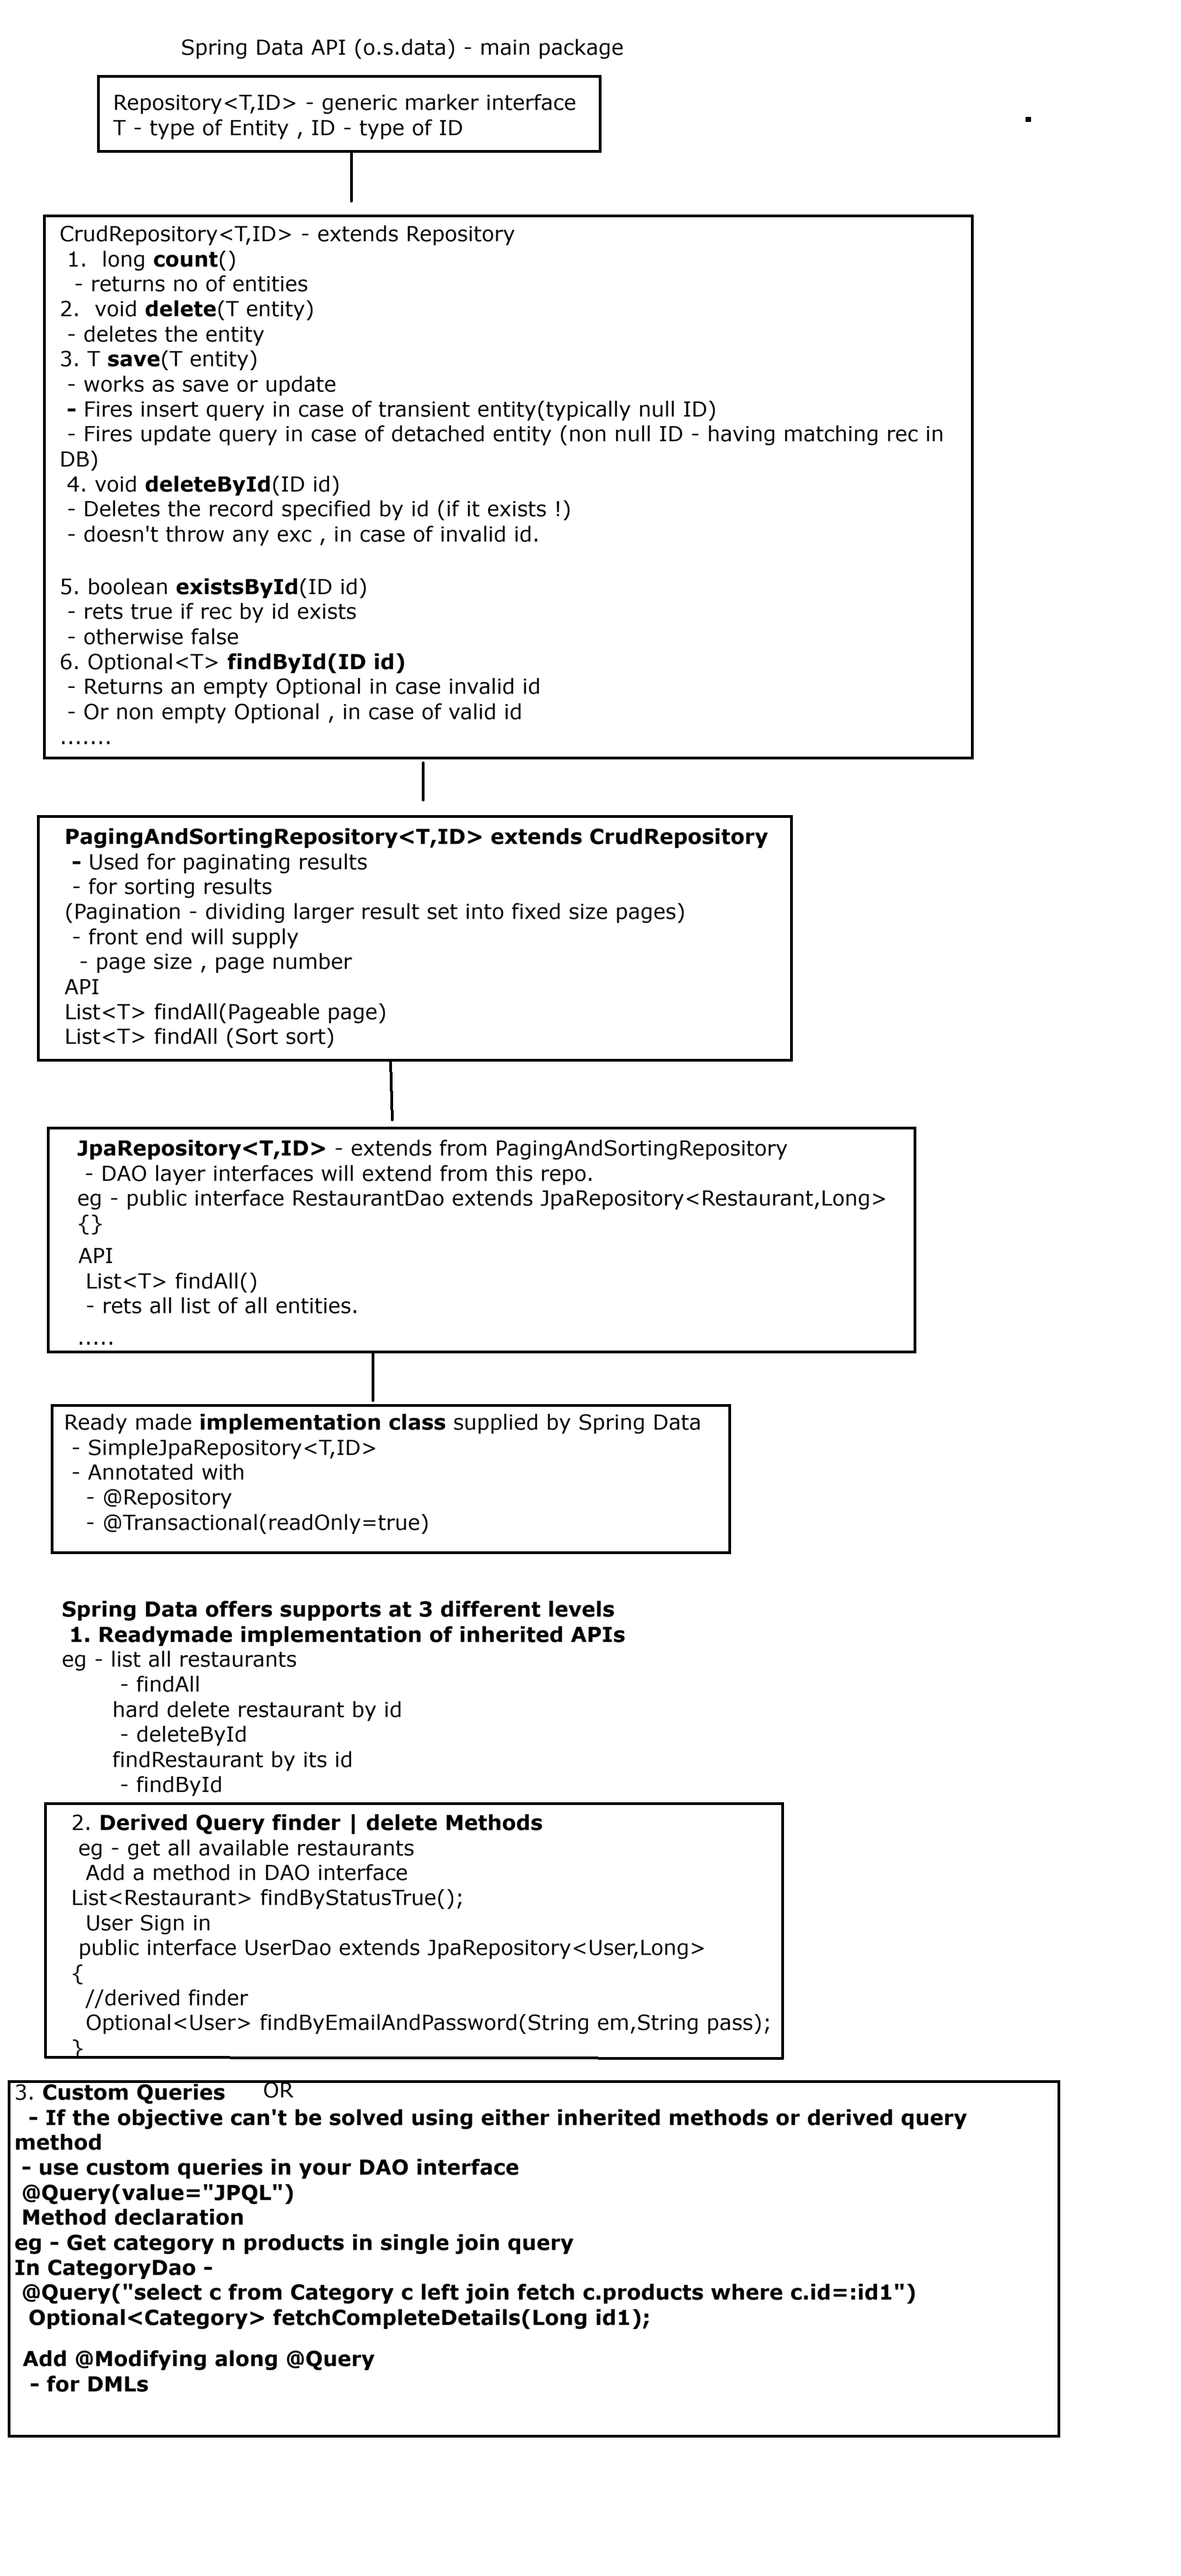 Spring Data API (o.s.data) - main package
Repository<T,ID> - generic marker interface
T - type of Entity , ID - type of ID
CrudRepository<T,ID> - extends Repository
1. long count()
- returns no of entities
2. void delete(T entity)
- deletes the entity
3. T save(T entity)
- works as save or update
- Fires insert query in case of transient entity(typically null ID)
- Fires update query in case of detached entity (non null ID - having matching rec in
DB)
4. void deleteById(ID id)
- Deletes the record specified by id (if it exists !)
- doesn't throw any exc , in case of invalid id.
5. boolean existsById(ID id)
- rets true if rec by id exists
- otherwise false
6. Optional<T> findById(ID id)
- Returns an empty Optional in case invalid id
- Or non empty Optional , in case of valid id
.......
PagingAndSortingRepository<T,ID> extends CrudRepository
- Used for paginating results
- for sorting results
(Pagination - dividing larger result set into fixed size pages)
- front end will supply
- page size , page number
API
List<T> findAll(Pageable page)
List<T> findAll (Sort sort)
JpaRepository<T,ID> - extends from PagingAndSortingRepository
- DAO layer interfaces will extend from this repo.
eg - public interface RestaurantDao extends JpaRepository<Restaurant,Long>
{}
API
List<T> findAll()
- rets all list of all entities.
.....
Ready made implementation class supplied by Spring Data
- SimpleJpaRepository<T,ID>
- Annotated with
- @Repository
- @Transactional(readOnly=true)
Spring Data offers supports at 3 different levels
1. Readymade implementation of inherited APIs
eg - list all restaurants
- findAll
hard delete restaurant by id
- deleteById
findRestaurant by its id
- findById
2. Derived Query finder | delete Methods
eg - get all available restaurants
Add a method in DAO interface
List<Restaurant> findByStatusTrue();
User Sign in
public interface UserDao extends JpaRepository<User,Long>
{
//derived finder
Optional<User> findByEmailAndPassword(String em,String pass);
}
3. Custom Queries OR
- If the objective can't be solved using either inherited methods or derived query
method
- use custom queries in your DAO interface
@Query(value="JPQL")
Method declaration
eg - Get category n products in single join query
In CategoryDao -
@Query("select c from Category c left join fetch c.products where c.id=:id1")
Optional<Category> fetchCompleteDetails(Long id1);
Add @Modifying along @Query
- for DMLs